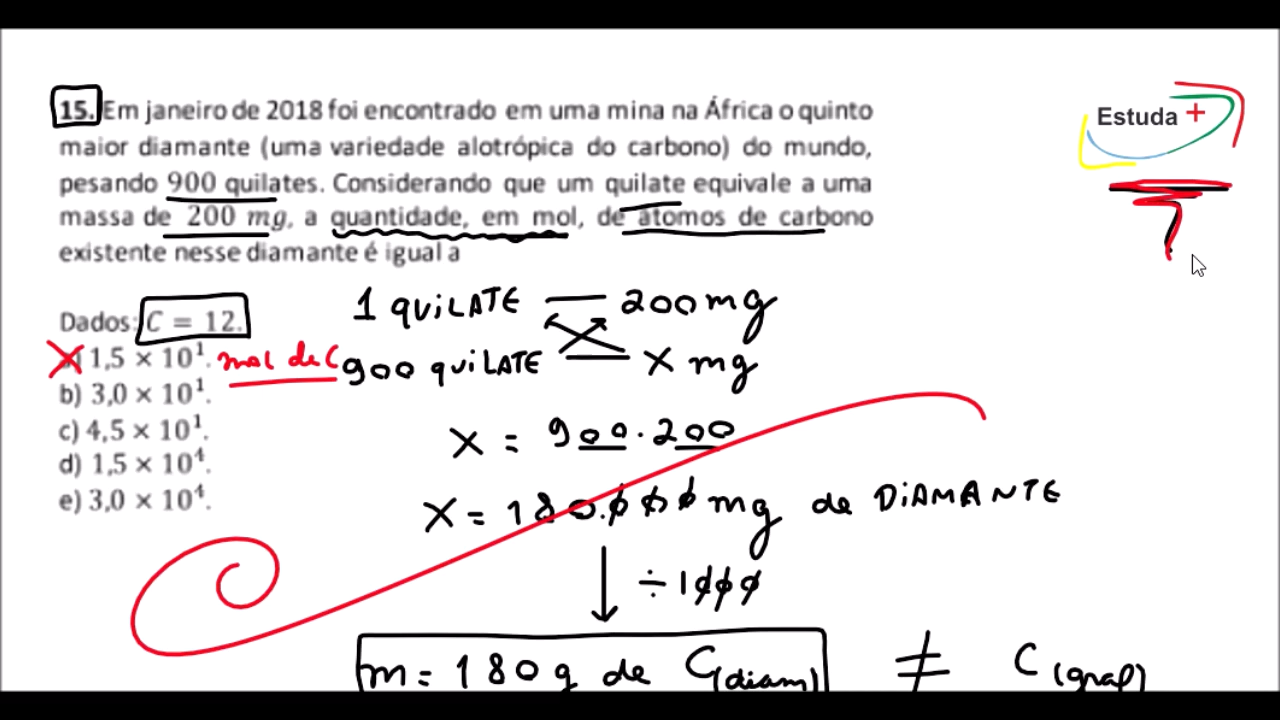 15. Em janeiro de 2018 foi encontrado em uma mina na África o quinto
maior diamante (uma variedade alotrópica do carbono) do mundo,
pesando 900 quilates. Considerando que um quilate equivale a uma
massa de 200 mg, a quantidade, em mol, de átomos de carbono
existente nesse diamante é igual a
Estuda +
Dados: C = 12.
1,5 × 10¹. mol de C
b) 3,0 × 10¹.
c) 4,5 × 10¹.
d) 1,5 × 10⁴.
e) 3,0 × 10⁴.
1 QUILATE — 200mg
900 QUILATE — X mg
X = 900.200
X = 180.000 mg de DIAMANTE
÷1000
m = 180g de C(diam) ≠ C(graf)